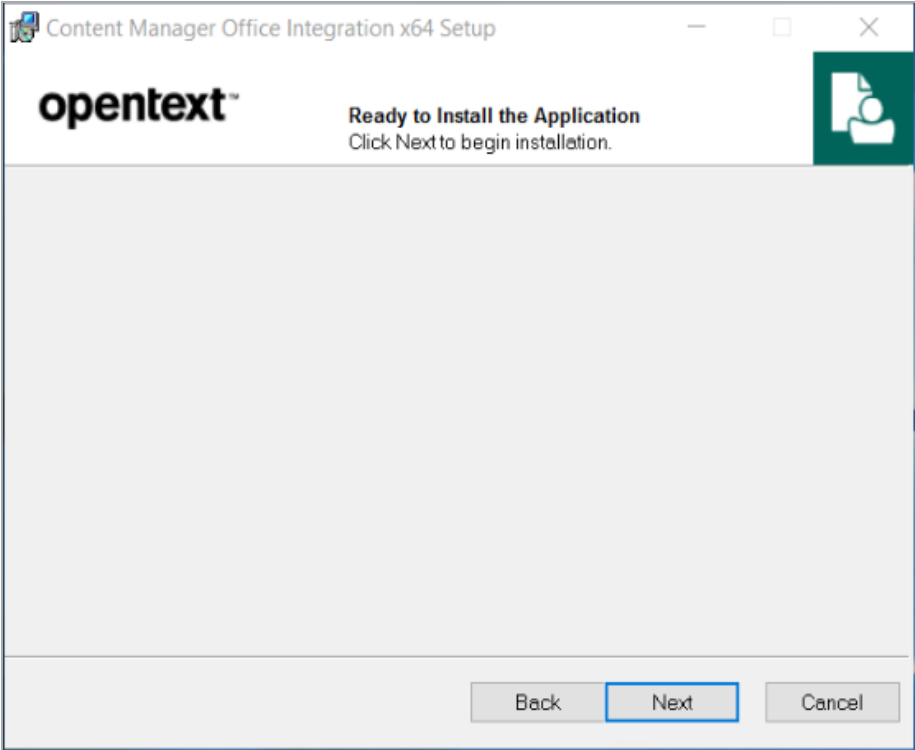 Content Manager Office Integration x64 Setup
opentext™
Ready to Install the Application
Click Next to begin installation.
Back
Next
Cancel